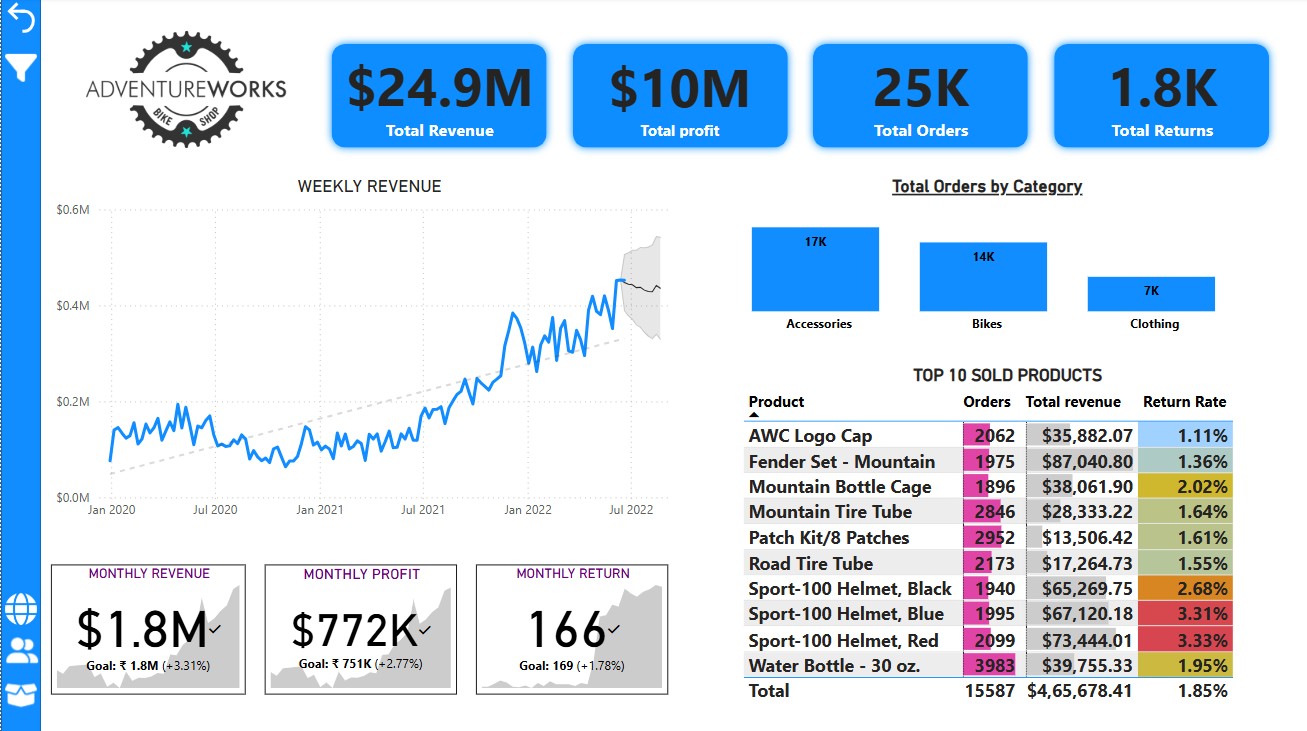 ADVENTUREWORKS
BIKE SHOP
$24.9M
Total Revenue
$10M
Total profit
25K
Total Orders
1.8K
Total Returns
WEEKLY REVENUE
$0.6M
$0.4M
$0.2M
$0.0M
Jan 2020 Jul 2020 Jan 2021 Jul 2021 Jan 2022 Jul 2022
Total Orders by Category
17K 14K 7K
Accessories Bikes Clothing
MONTHLY REVENUE
$1.8M
Goal: ₹ 1.8M (+3.31%)
MONTHLY PROFIT
$772K
Goal: ₹ 751K (+2.77%)
MONTHLY RETURN
166
Goal: 169 (+1.78%)
TOP 10 SOLD PRODUCTS
Product Orders Total revenue Return Rate
AWC Logo Cap 2062 $35,882.07 1.11%
Fender Set - Mountain 1975 $87,040.80 1.36%
Mountain Bottle Cage 1896 $38,061.90 2.02%
Mountain Tire Tube 2846 $28,333.22 1.64%
Patch Kit/8 Patches 2952 $13,506.42 1.61%
Road Tire Tube 2173 $17,264.73 1.55%
Sport-100 Helmet, Black 1940 $65,269.75 2.68%
Sport-100 Helmet, Blue 1995 $67,120.18 3.31%
Sport-100 Helmet, Red 2099 $73,444.01 3.33%
Water Bottle - 30 oz. 3983 $39,755.33 1.95%
Total 15587 $4,65,678.41 1.85%